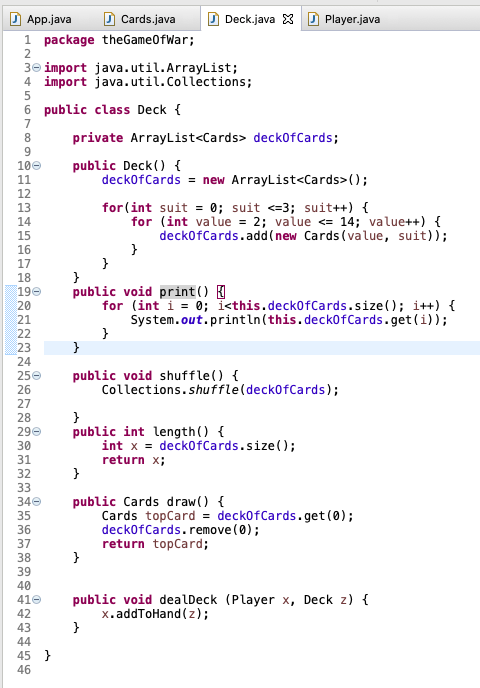 App.java Cards.java Deck.java Player.java
1 package theGameOfWar;
2
3 import java.util.ArrayList;
4 import java.util.Collections;
5
6 public class Deck {
7
8     private ArrayList<Cards> deckOfCards;
9
10     public Deck() {
11         deckOfCards = new ArrayList<Cards>();
12
13         for(int suit = 0; suit <=3; suit++) {
14             for (int value = 2; value <= 14; value++) {
15                 deckOfCards.add(new Cards(value, suit));
16             }
17         }
18     }
19     public void print() {
20         for (int i = 0; i<this.deckOfCards.size(); i++) {
21             System.out.println(this.deckOfCards.get(i));
22         }
23     }
24
25     public void shuffle() {
26         Collections.shuffle(deckOfCards);
27
28     }
29     public int length() {
30         int x = deckOfCards.size();
31         return x;
32     }
33
34     public Cards draw() {
35         Cards topCard = deckOfCards.get(0);
36         deckOfCards.remove(0);
37         return topCard;
38     }
39
40
41     public void dealDeck (Player x, Deck z) {
42         x.addToHand(z);
43     }
44
45 }
46